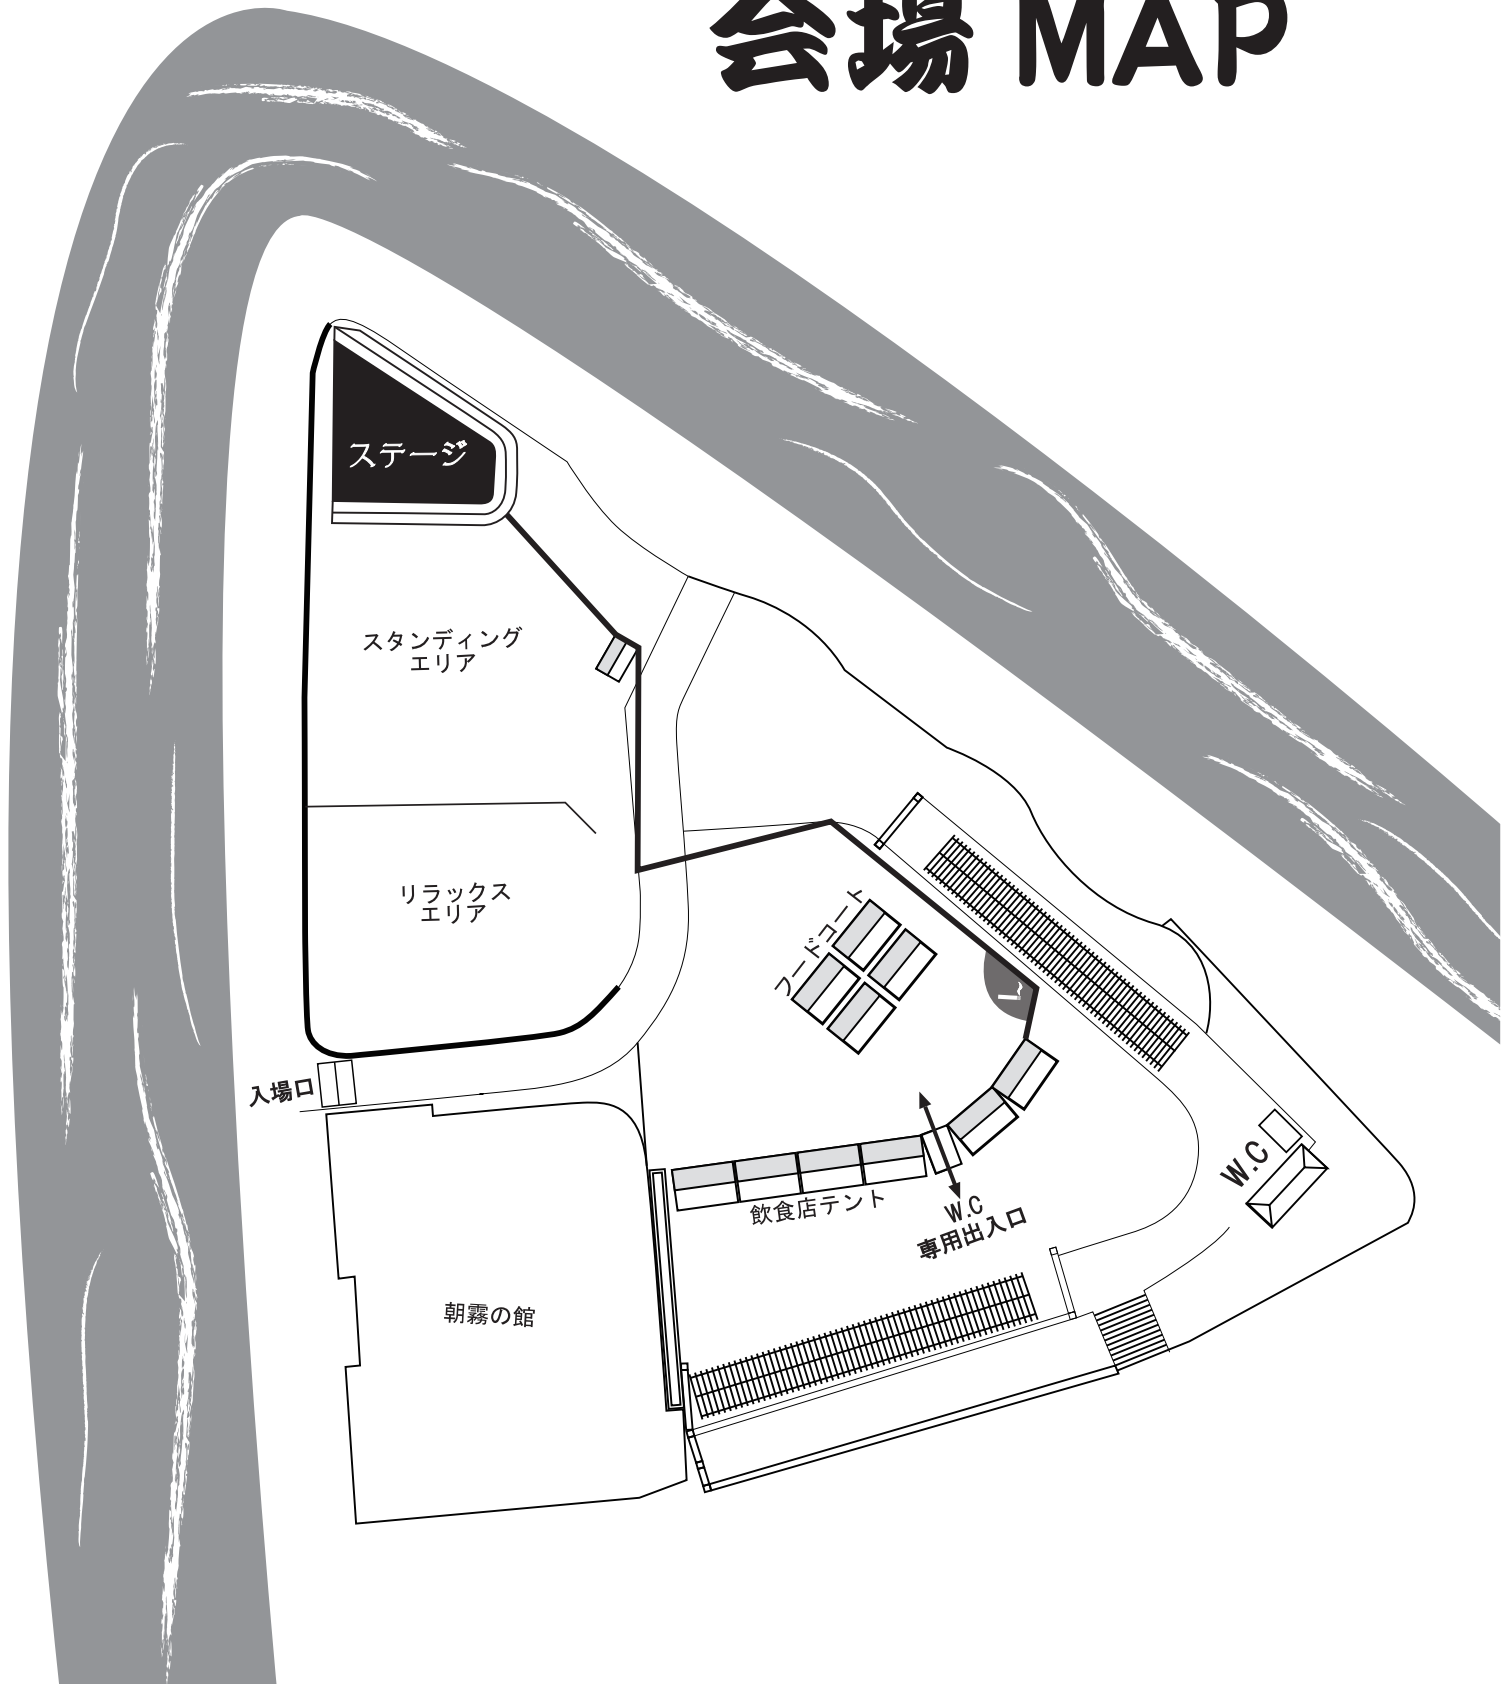 会場 MAP
ステージ
スタンディング
エリア
リラックス
エリア
フードコート
入場口
W.C
飲食店テント
W.C
専用出入口
朝霧の館